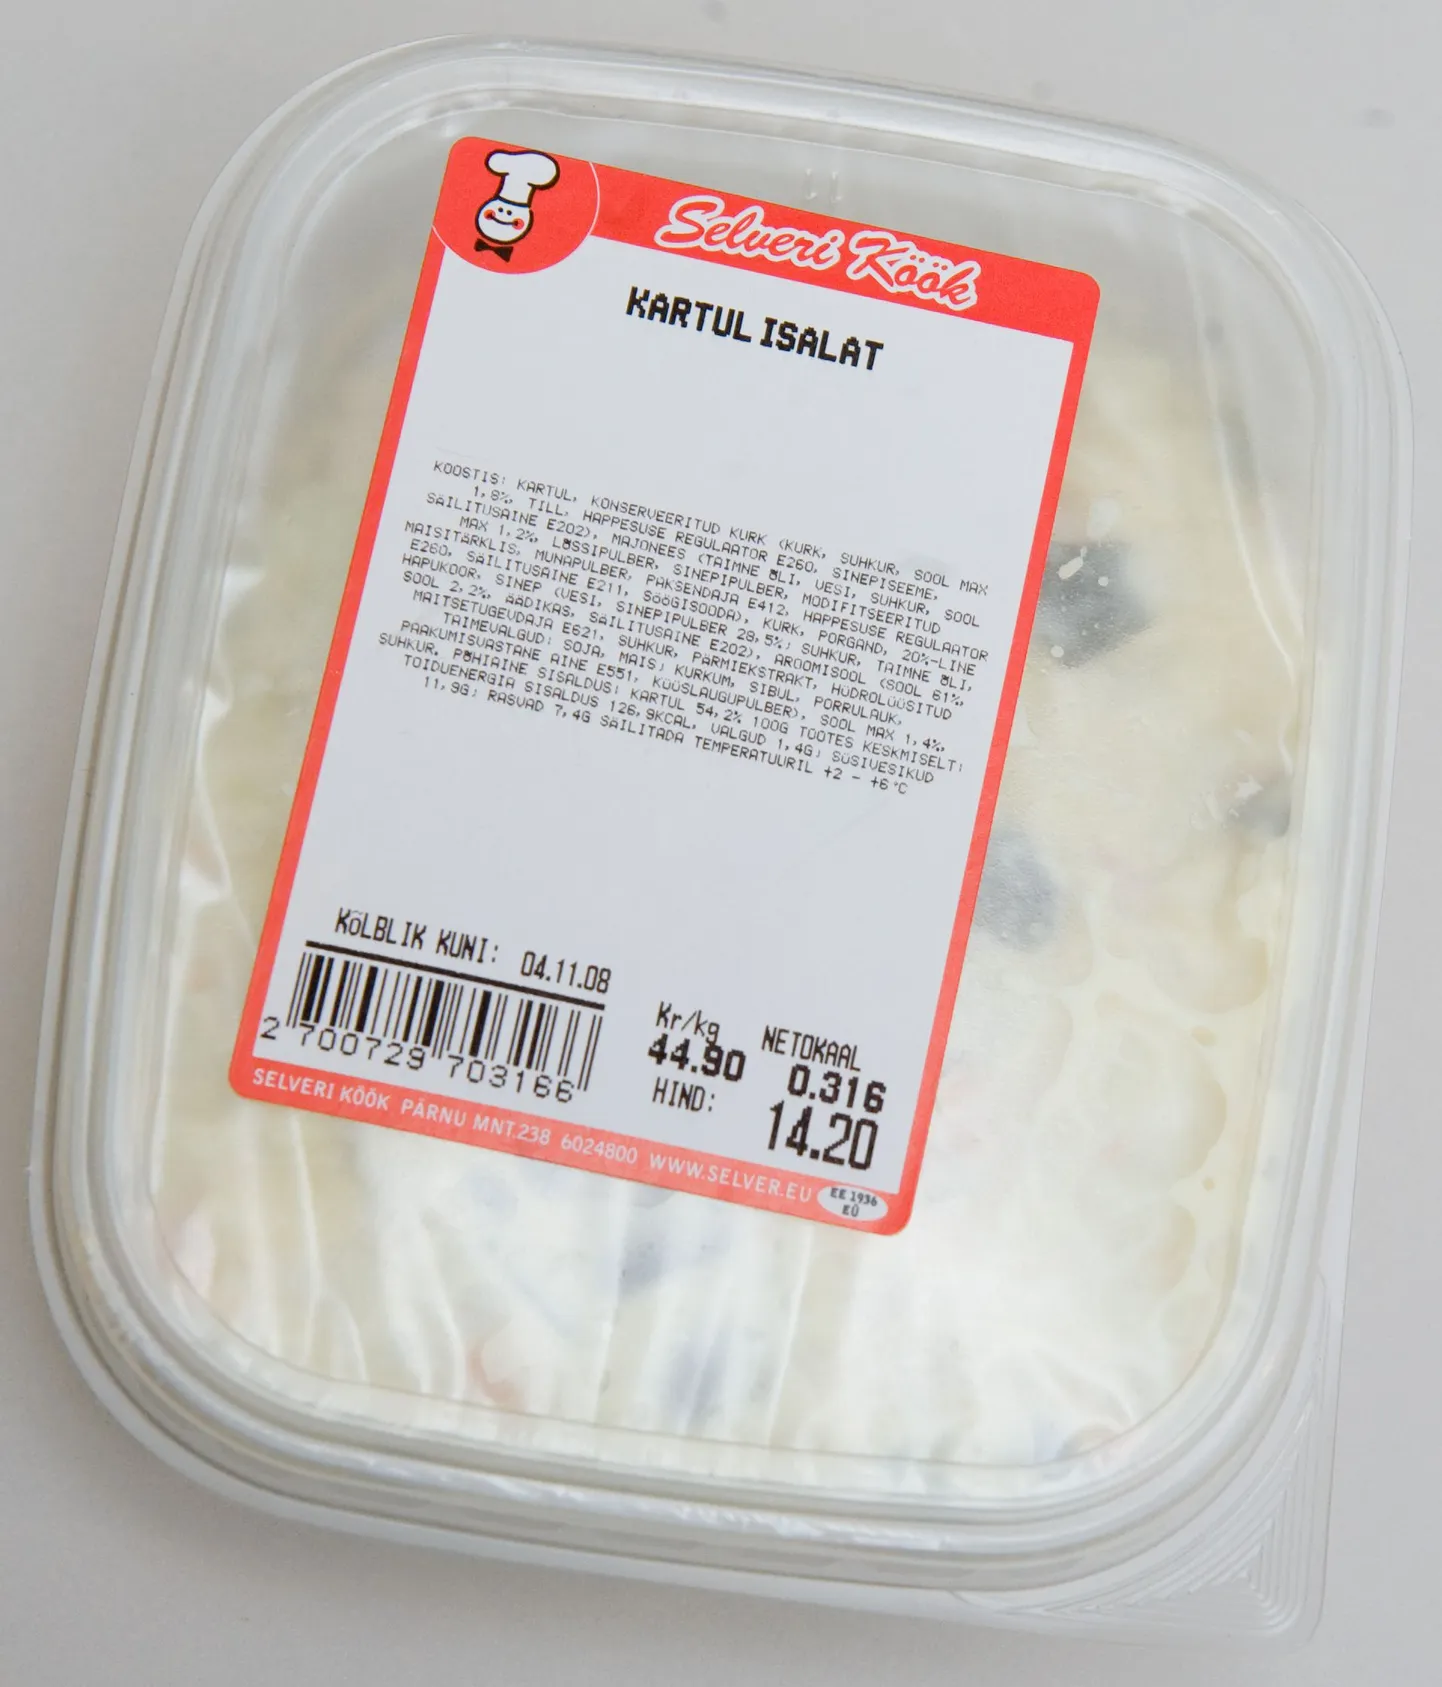 Selveri Köök
KARTULISALAT
KOOSTIS: KARTUL, KONSERVEERITUD KURK (KURK, SUHKUR, SOOL MAX
1,8%, TILL, HAPPESUSE REGULAATOR E260, SINEPISEEME,
SÄILITUSAINE E202), MAJONEES (TAIMNE ÕLI, VESI, SUHKUR, SOOL
MAX 1,2%, LÕSSIPULBER, SINEPIPULBER, MODIFITSEERITUD
MAISITÄRKLIS, MUNAPULBER, PAKSENDAJA E412, HAPPESUSE REGULAATOR
E260, SÄILITUSAINE E211, SÖÖGISOODA), KURK, PORGAND, 20%-LINE
HAPUKOOR, SINEP (VESI, SINEPIPULBER 28,5%; SUHKUR, TAIMNE ÕLI,
SOOL 2,2%, ÄÄDIKAS, SÄILITUSAINE E202), AROOMISOOL (SOOL 61%,
MAITSETUGEVDAJA E621, SUHKUR, PÄRMIEKSTRAKT, HÜDROLÜÜSITUD
TAIMEVALGUD: SOJA, MAIS; KURKUM, SIBUL, PORRULAUK,
PAAKUMISVASTANE AINE E551, KÜÜSLAUGUPULBER), SOOL MAX 1,4%,
SUHKUR. PÕHIAINE SISALDUS: KARTUL 54,2% 100G TOOTES KESKMISELT:
TOIDUENERGIA SISALDUS 126,9KCAL, VALGUD 1,4G; SÜSIVESIKUD
11,9G; RASVAD 7,4G SÄILITADA TEMPERATUURIL +2 - +6°C
KÕLBLIK KUNI: 04.11.08
2 700729 703166
Kr/kg NETOKAAL
44.90 0.316
HIND: 14.20
SELVERI KÖÖK PÄRNU MNT.238 6024800 WWW.SELVER.EU
EE 1936
EÜ